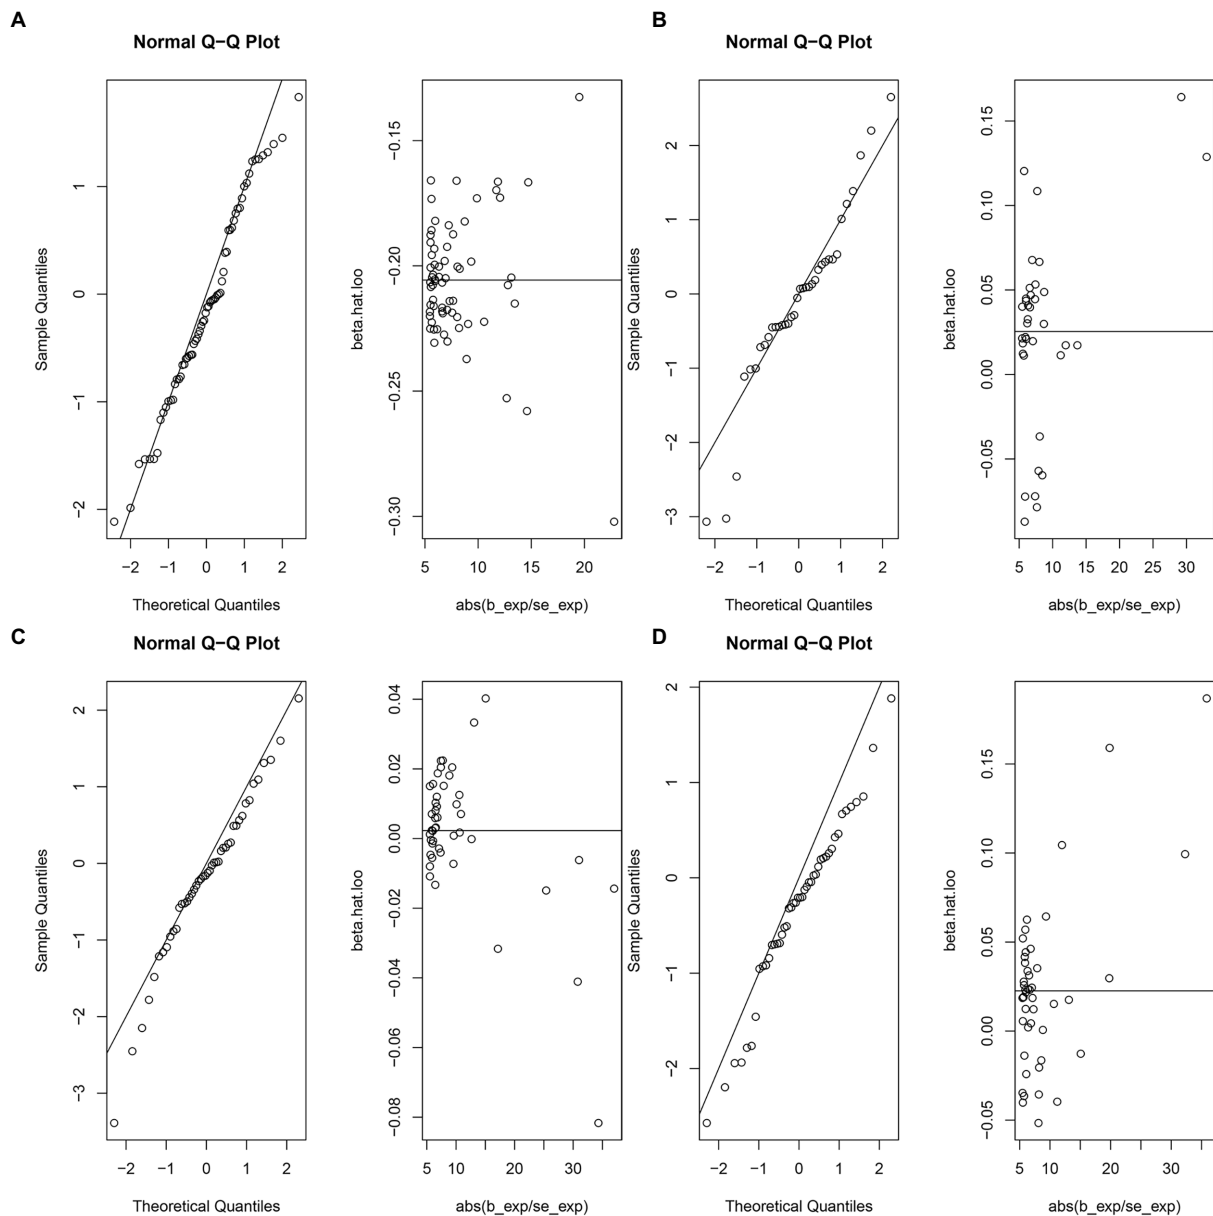 A
Normal Q−Q Plot
Sample Quantiles
1
0
−1
−2
−2 −1 0 1 2
Theoretical Quantiles
beta.hat.loo
−0.15
−0.20
−0.25
−0.30
5 10 15 20
abs(b_exp/se_exp)
B
Normal Q−Q Plot
Sample Quantiles
2
1
0
−1
−2
−3
−2 −1 0 1 2
Theoretical Quantiles
beta.hat.loo
0.15
0.10
0.05
0.00
−0.05
5 10 15 20 25 30
abs(b_exp/se_exp)
C
Normal Q−Q Plot
Sample Quantiles
2
1
0
−1
−2
−3
−2 −1 0 1 2
Theoretical Quantiles
beta.hat.loo
0.04
0.02
0.00
−0.02
−0.04
−0.06
−0.08
5 10 20 30
abs(b_exp/se_exp)
D
Normal Q−Q Plot
Sample Quantiles
2
1
0
−1
−2
−2 −1 0 1 2
Theoretical Quantiles
beta.hat.loo
0.15
0.10
0.05
0.00
−0.05
5 10 20 30
abs(b_exp/se_exp)